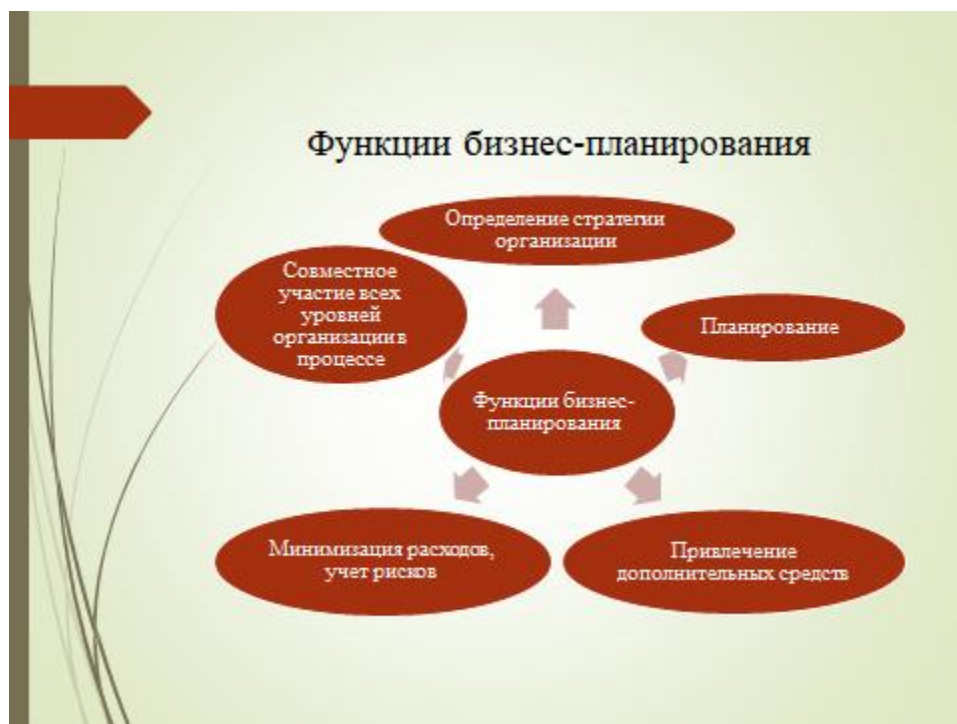 Функции бизнес-планирования
Определение стратегии
организации
Совместное
участие всех
уровней
организации в
процессе
Планирование
Функции бизнес-
планирования
Минимизация расходов,
учет рисков
Привлечение
дополнительных средств